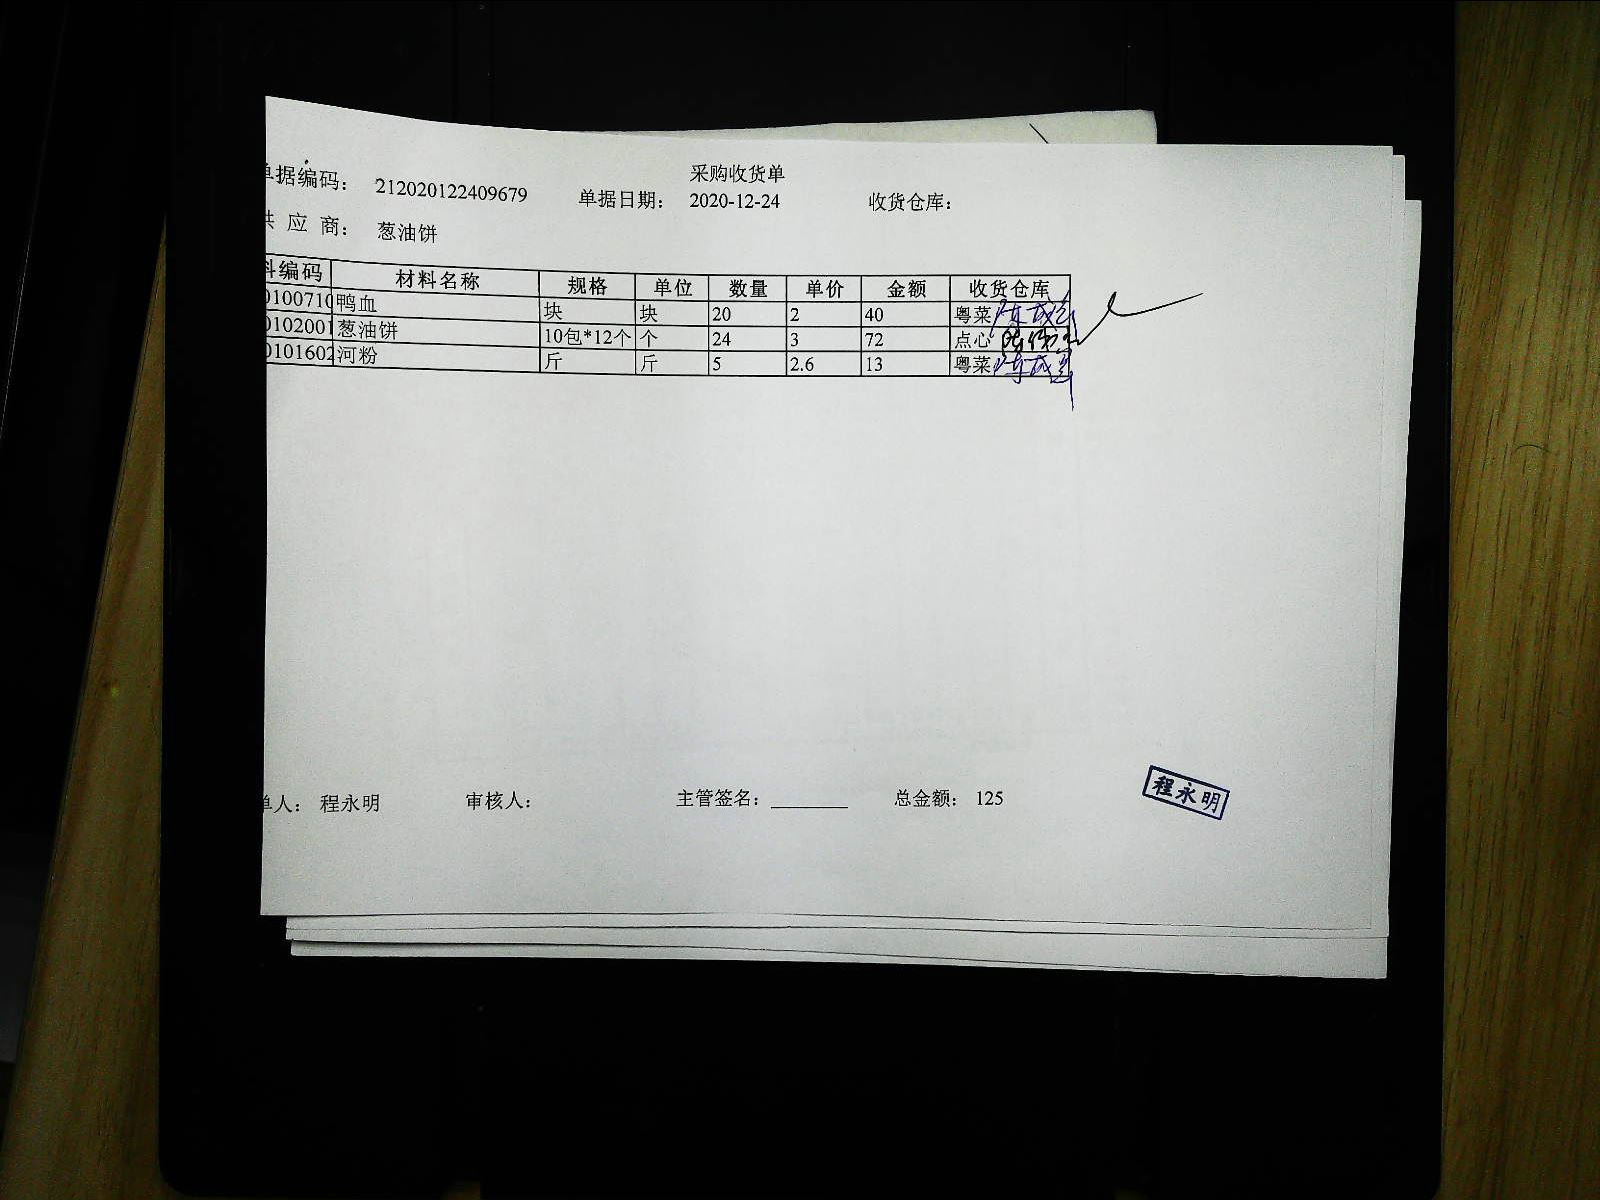 采购收货单
单据编码： 212020122409679 单据日期： 2020-12-24 收货仓库：
供 应 商： 葱油饼
料编码 材料名称 规格 单位 数量 单价 金额 收货仓库
0100710 鸭血 块 块 20 2 40 粤菜
0102001 葱油饼 10包*12个 个 24 3 72 点心
0101602 河粉 斤 斤 5 2.6 13 粤菜
单人： 程永明 审核人： 主管签名： 总金额： 125
程永明